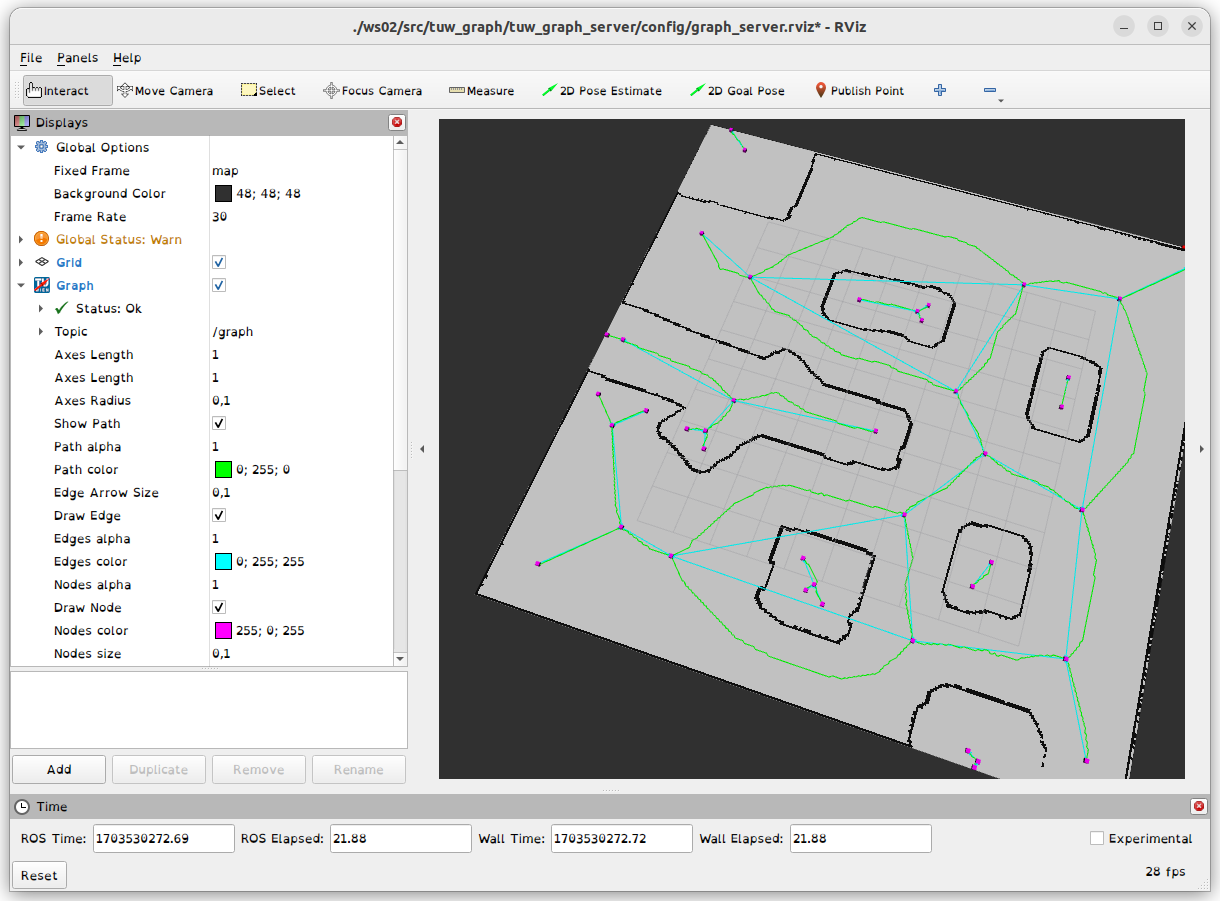 ./ws02/src/tuw_graph/tuw_graph_server/config/graph_server.rviz* - RViz
File Panels Help
Interact Move Camera Select Focus Camera Measure 2D Pose Estimate 2D Goal Pose Publish Point
Displays
Global Options
Fixed Frame map
Background Color 48; 48; 48
Frame Rate 30
Global Status: Warn
Grid
Graph
Status: Ok
Topic /graph
Axes Length 1
Axes Length 1
Axes Radius 0,1
Show Path
Path alpha 1
Path color 0; 255; 0
Edge Arrow Size 0,1
Draw Edge
Edges alpha 1
Edges color 0; 255; 255
Nodes alpha 1
Draw Node
Nodes color 255; 0; 255
Nodes size 0,1
Add Duplicate Remove Rename
Time
ROS Time: 1703530272.69 ROS Elapsed: 21.88 Wall Time: 1703530272.72 Wall Elapsed: 21.88 Experimental
Reset 28 fps